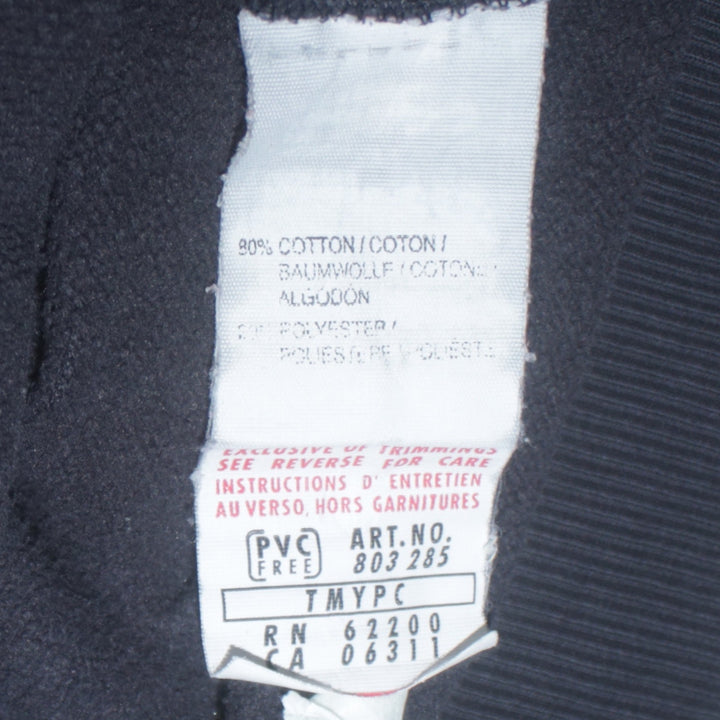 80% COTTON / COTON /
BAUMWOLLE / COTONE /
ALGODON
POLYESTER /
EXCLUSIVE OF TRIMMINGS
SEE REVERSE FOR CARE
INSTRUCTIONS D' ENTRETIEN
AU VERSO, HORS GARNITURES
PVC ART.NO.
FREE 803 285
TMYPC
RN 62200
CA 06311